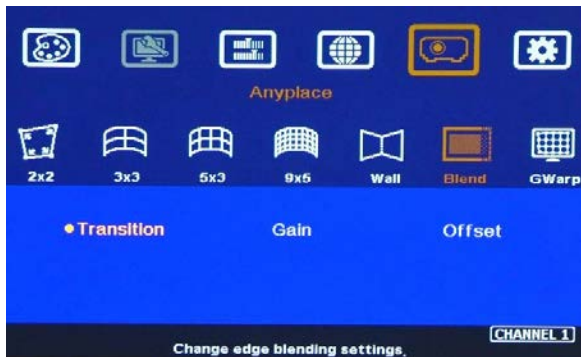 Anyplace
2x2 3x3 5x3 9x5 Wall Blend GWarp
Transition Gain Offset
CHANNEL 1
Change edge blending settings.